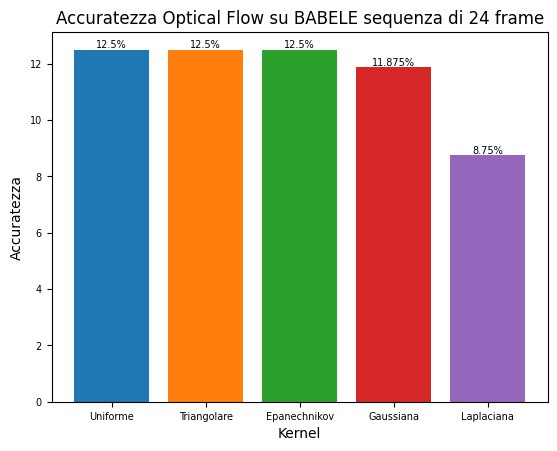 Accuratezza Optical Flow su BABELE sequenza di 24 frame
12.5%
12.5%
12.5%
11.875%
8.75%
12
10
8
6
4
2
0
Accuratezza
Uniforme
Triangolare
Epanechnikov
Gaussiana
Laplaciana
Kernel